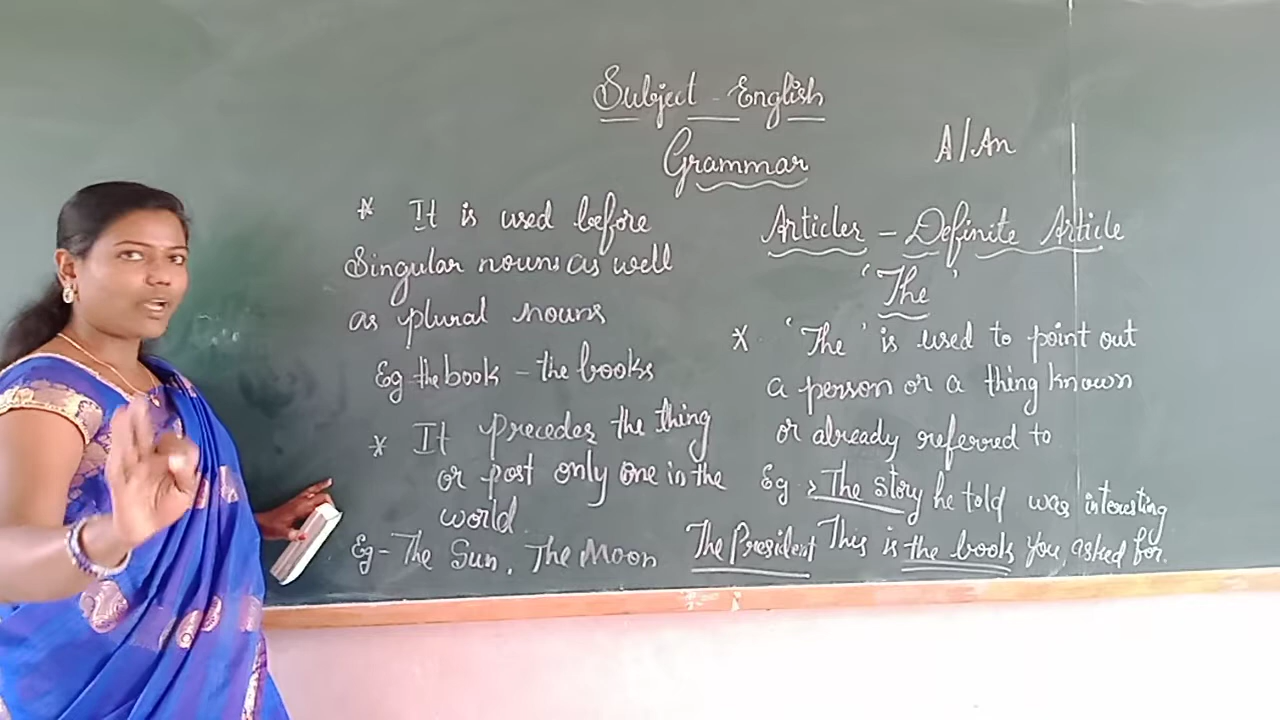 Subject - English
Grammar
A/An
Articles - Definite Article
'The'
* 'The' is used to point out
a person or a thing known
or already referred to
Eg :> The story he told was interesting
This is the books you asked for.
* It is used before
Singular nouns as well
as plural nouns
Eg the book - the books
* It precedes the thing
or post only one in the
world
Eg - The Sun, The Moon The President